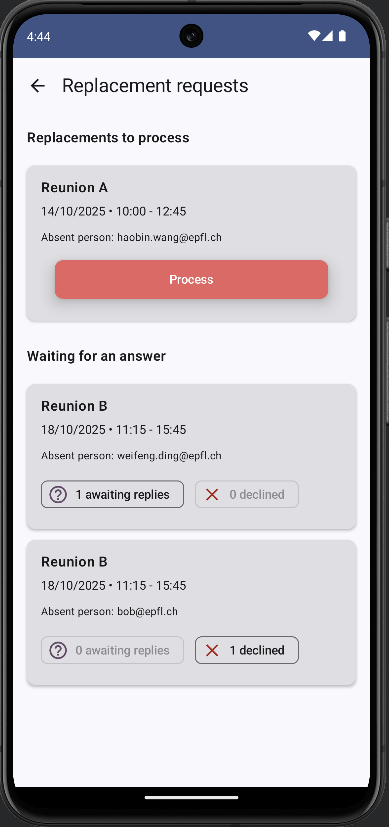 4:44
Replacement requests
Replacements to process
Reunion A
14/10/2025 • 10:00 - 12:45
Absent person: haobin.wang@epfl.ch
Process
Waiting for an answer
Reunion B
18/10/2025 • 11:15 - 15:45
Absent person: weifeng.ding@epfl.ch
1 awaiting replies 0 declined
Reunion B
18/10/2025 • 11:15 - 15:45
Absent person: bob@epfl.ch
0 awaiting replies 1 declined